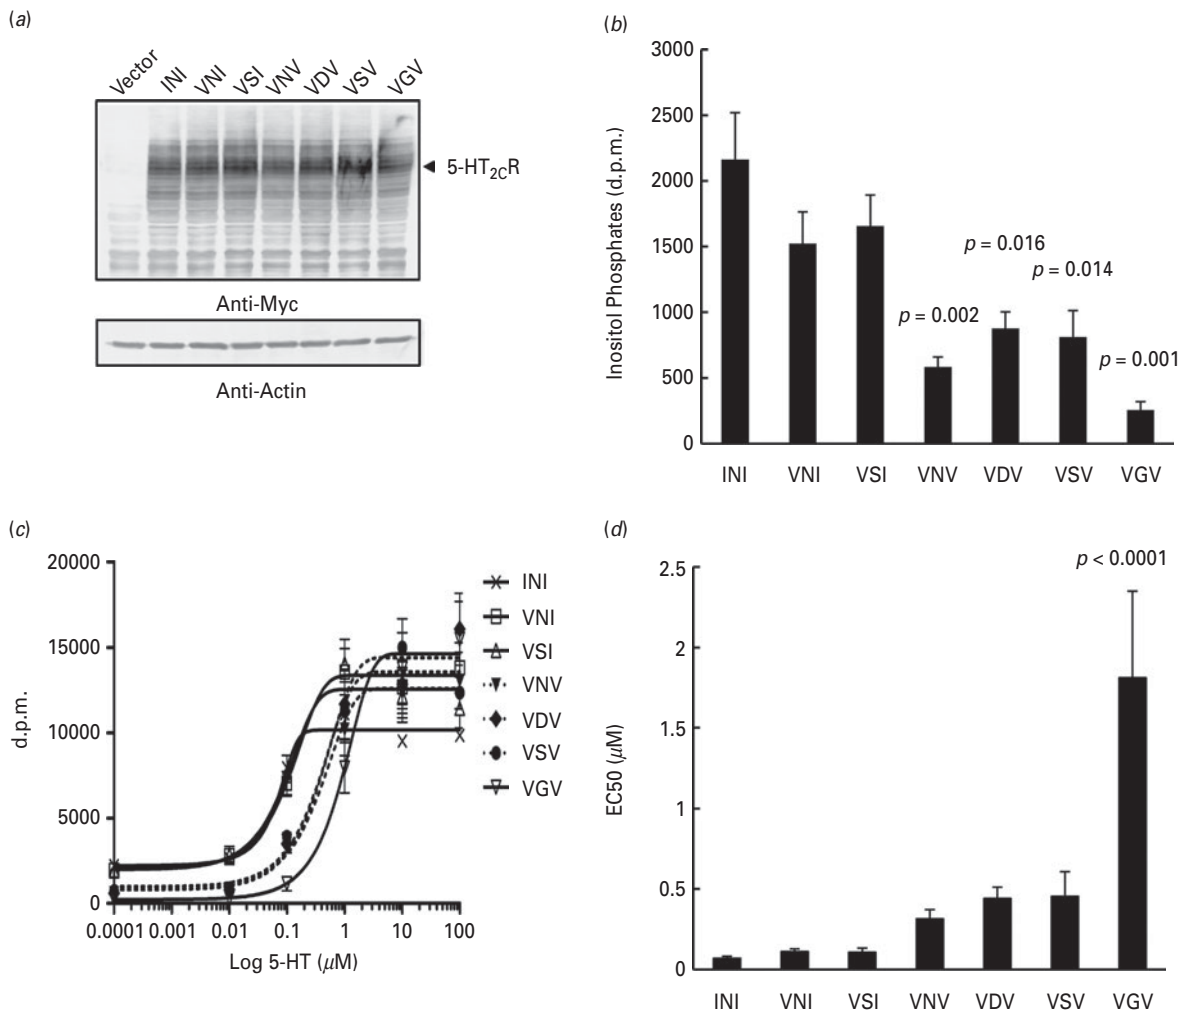 (a)
Vector INI VNI VSI VNV VDV VSV VGV
5-HT2CR
Anti-Myc
Anti-Actin
(b)
Inositol Phosphates (d.p.m.)
3000
2500
2000
1500
1000
500
0
p = 0.002
p = 0.016
p = 0.014
p = 0.001
INI VNI VSI VNV VDV VSV VGV
(c)
d.p.m.
20000
15000
10000
5000
0
0.0001 0.001 0.01 0.1 1 10 100
Log 5-HT (μM)
INI
VNI
VSI
VNV
VDV
VSV
VGV
(d)
EC50 (μM)
2.5
2
1.5
1
0.5
0
p < 0.0001
INI VNI VSI VNV VDV VSV VGV